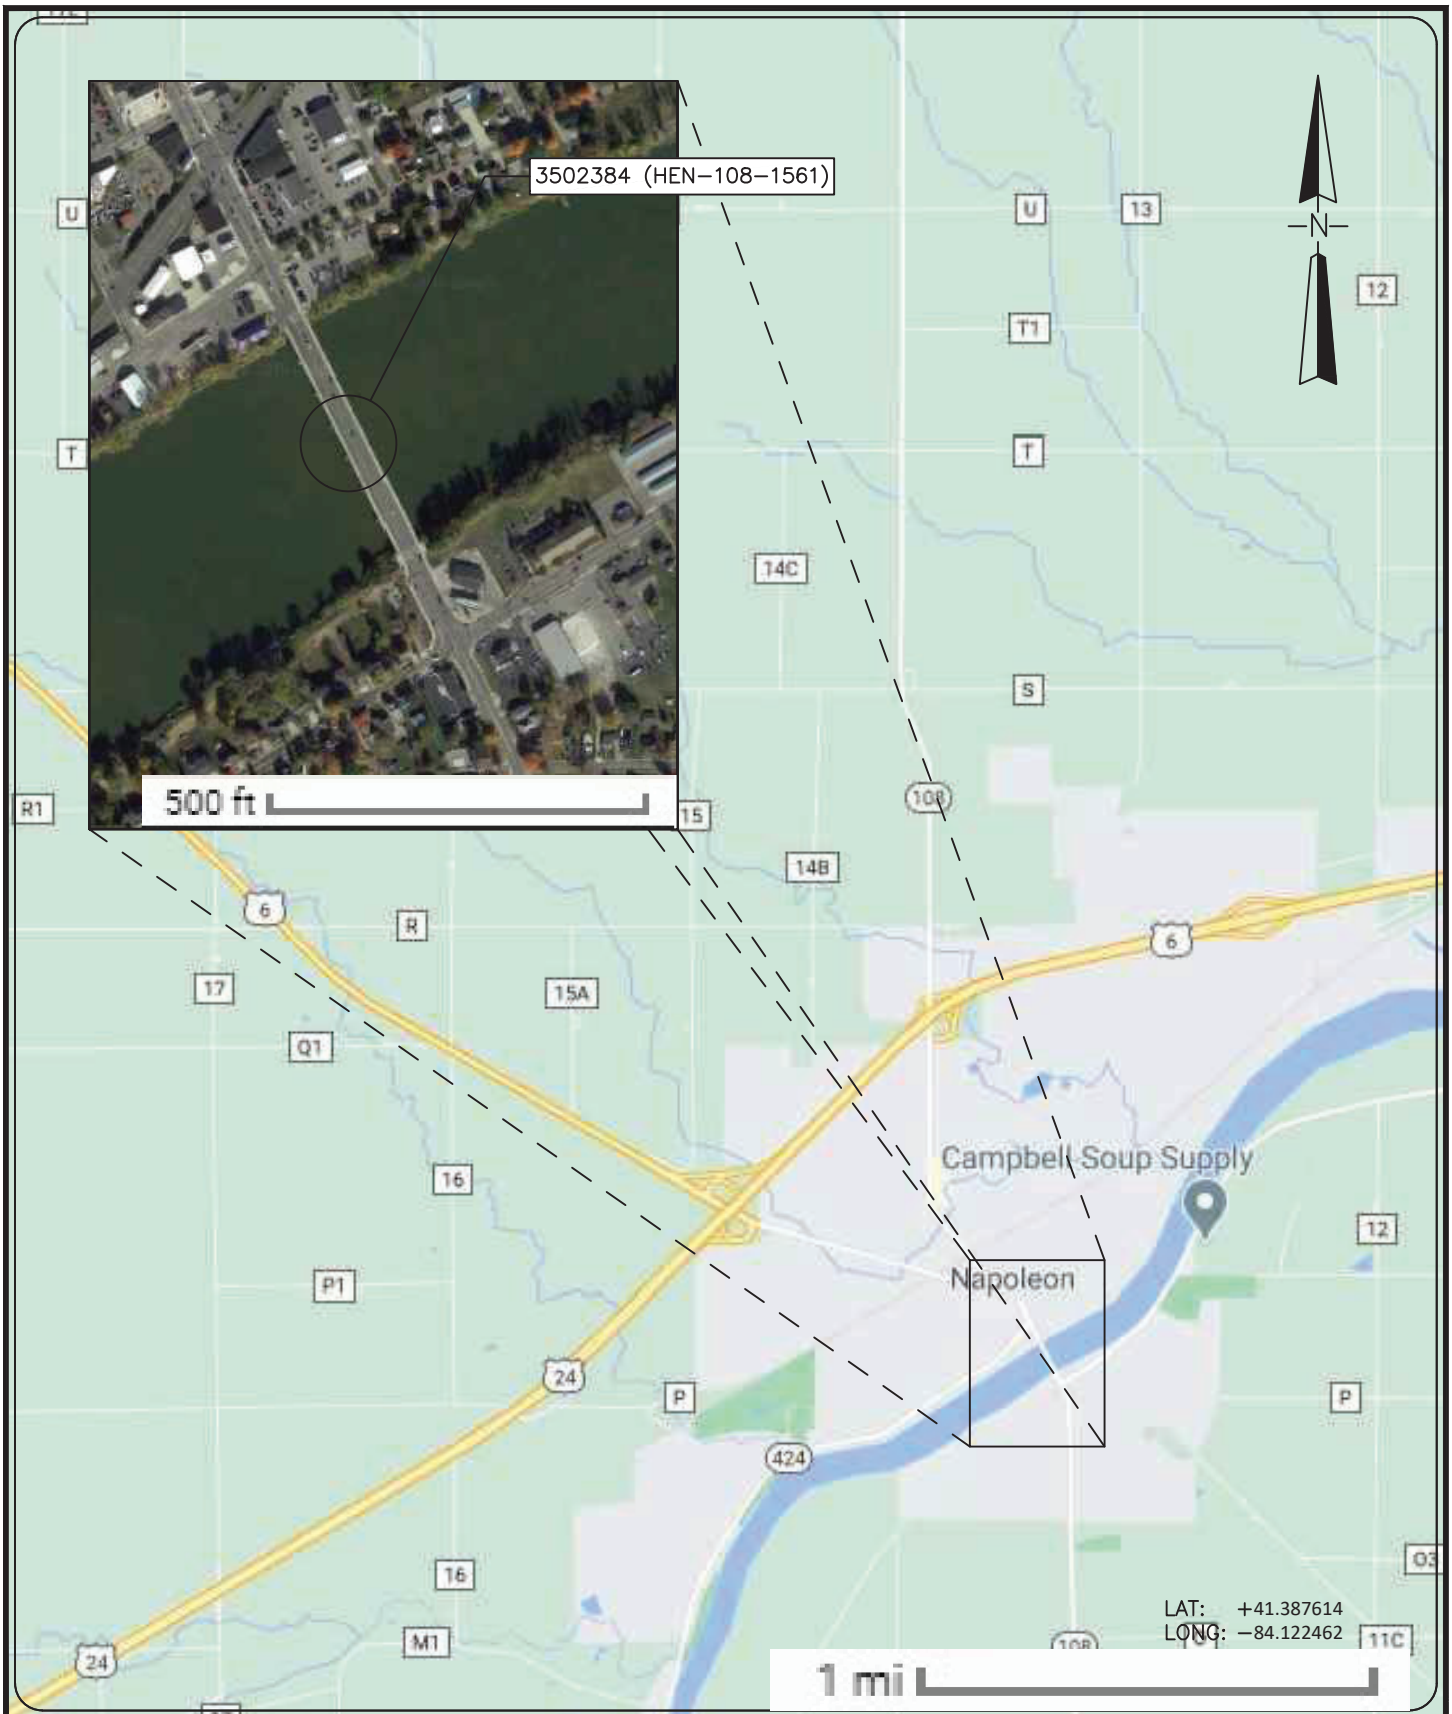 3502384 (HEN-108-1561)
U
U
13
-N-
12
T1
T
T
14C
S
500 ft
R1
15
108
14B
6
R
6
17
15A
Q1
Campbell Soup Supply
16
12
P1
Napoleon
24
P
P
424
16
O3
LAT: +41.387614
LONG: -84.122462
M1
108
11C
24
1 mi